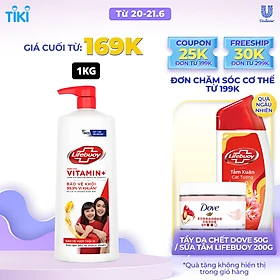 TIKI
TỪ 20-21.6
Unilever
GIÁ CUỐI TỪ: 169K
1KG
COUPON
25K
ĐƠN TỪ 199K
FREESHIP
30K
ĐƠN TỪ 299K
ĐƠN CHĂM SÓC CƠ THỂ
TỪ 199K
QUÀ NGẪU NHIÊN
Lifebuoy
VITAMIN+
BẢO VỆ KHỎI
99.9% VI KHUẨN
Lifebuoy
Tắm Xuân
Cát Tường
Dove
TẨY DA CHẾT DOVE 50G
/ SỮA TẮM LIFEBUOY 200G
*Quà tặng không hiển thị
trong giỏ hàng